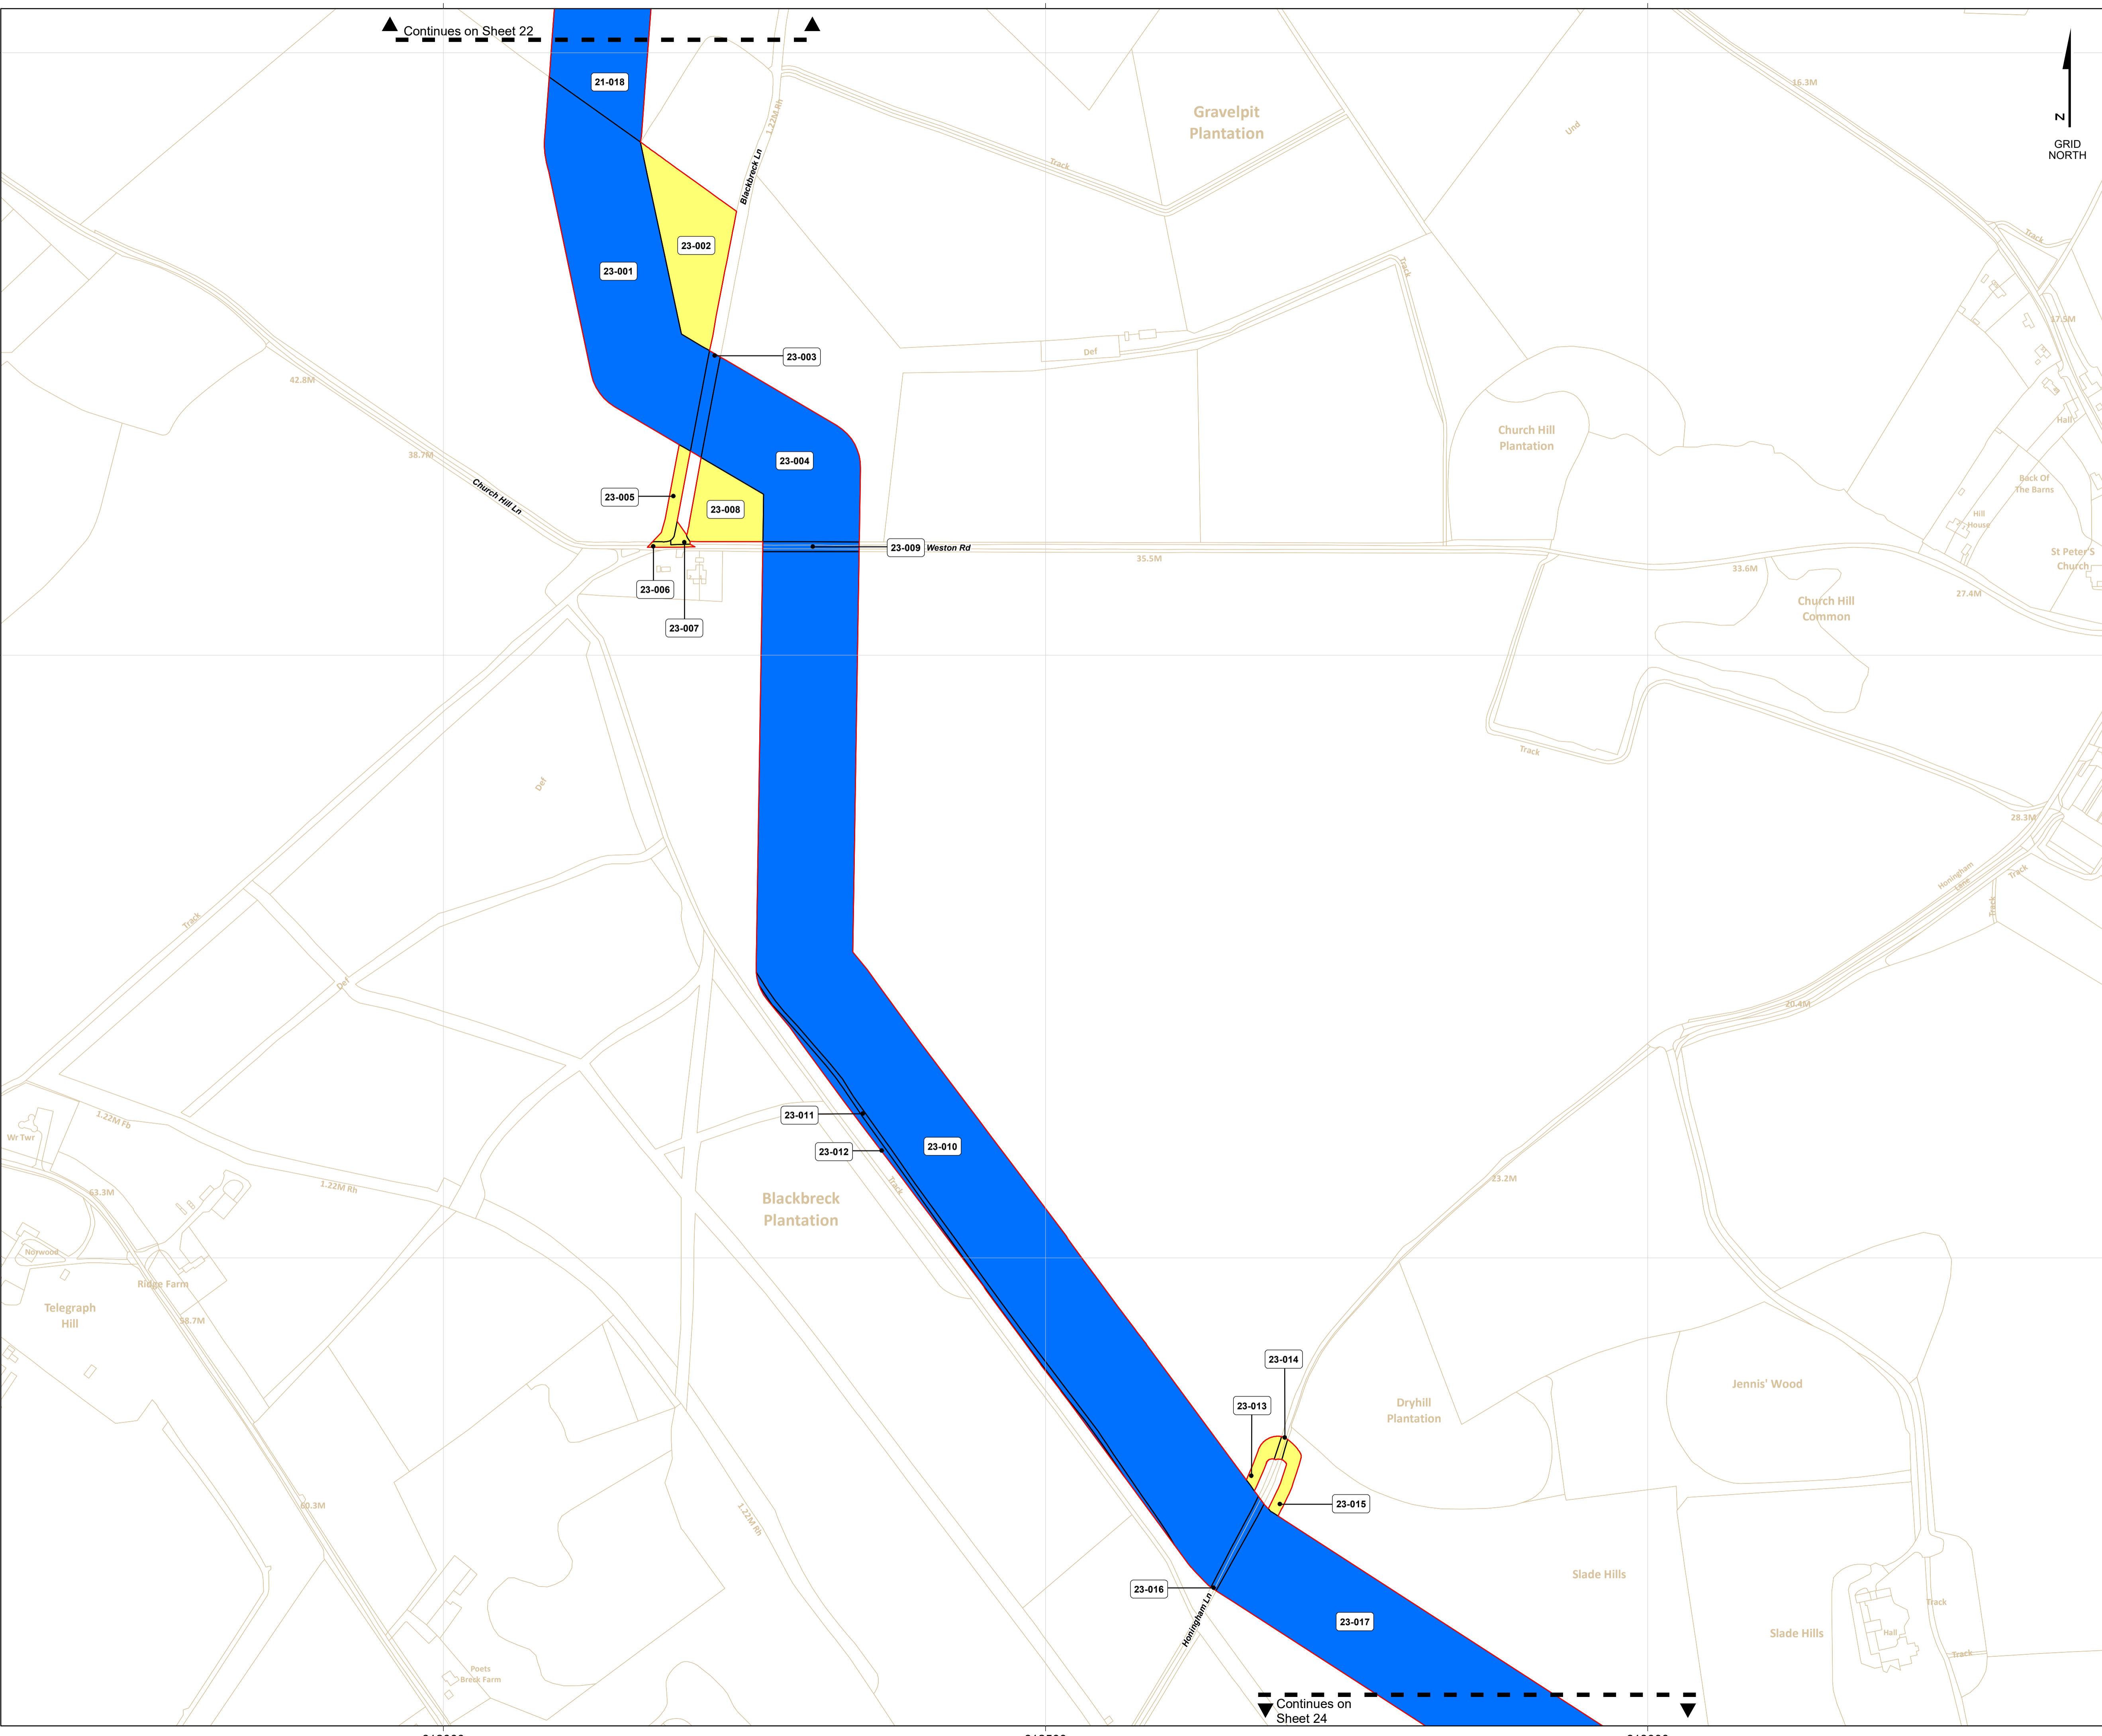 Continues on Sheet 22
21-018
1.22M Rh
Gravelpit
Plantation
16.3M
Und
N
GRID
NORTH
Track
Blackbreck Ln
23-002
23-001
Track
Track
17.5M
23-003
Def
42.8M
38.7M
Church Hill Ln
23-004
Church Hill
Plantation
Hall
Back Of
The Barns
23-005
23-008
Hill
House
23-009
Weston Rd
35.5M
St Peter'S
Church
33.6M
27.4M
23-006
23-007
Church Hill
Common
Track
Def
28.3M
Honingham
Lane
Track
Track
Track
Def
20.4M
1.22M Fb
Wr Twr
23-011
23-012
23-010
Track
63.3M
1.22M Rh
23.2M
Blackbreck
Plantation
Norwood
Ridge Farm
Telegraph
Hill
58.7M
23-014
23-013
Dryhill
Plantation
Jennis' Wood
23-015
60.3M
1.22M Rh
Slade Hills
23-016
Honingham Ln
23-017
Track
Slade Hills
Hall
Track
Poets
Breck Farm
Continues on
Sheet 24